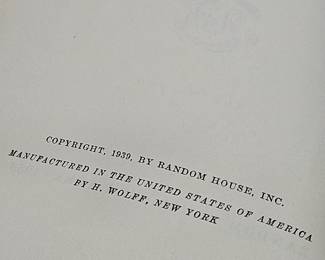 COPYRIGHT, 1939, BY RANDOM HOUSE, INC.
MANUFACTURED IN THE UNITED STATES OF AMERICA
BY H. WOLFF, NEW YORK